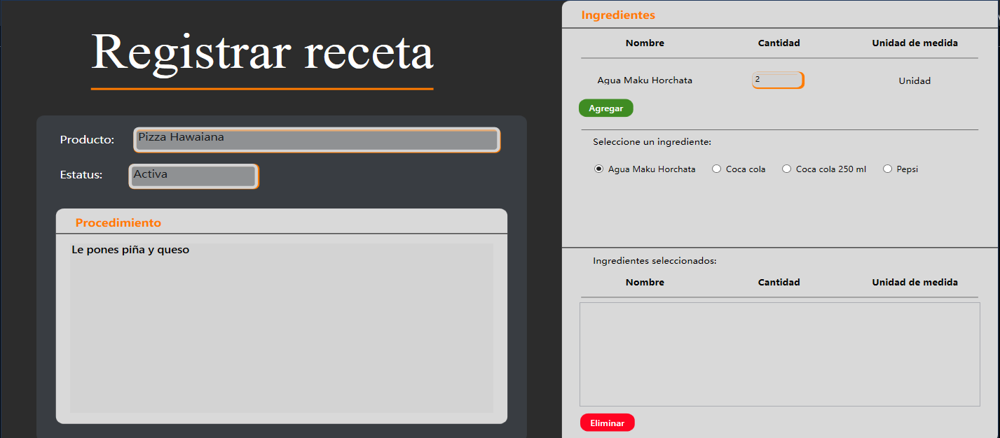 Registrar receta
Producto: Pizza Hawaiana
Estatus: Activa
Procedimiento
Le pones piña y queso
Ingredientes
Nombre Cantidad Unidad de medida
Agua Maku Horchata 2 Unidad
Agregar
Seleccione un ingrediente:
Agua Maku Horchata Coca cola Coca cola 250 ml Pepsi
Ingredientes seleccionados:
Nombre Cantidad Unidad de medida
Eliminar